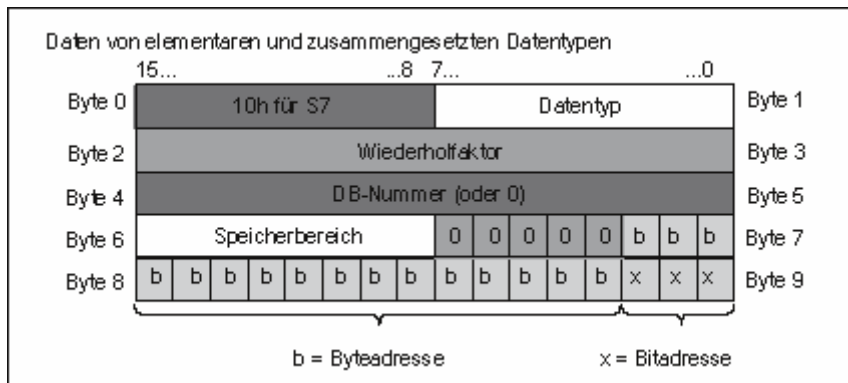 Daten von elementaren und zusammengesetzten Datentypen
15... ...8 7... ...0
Byte 0 10h für S7 Datentyp Byte 1
Byte 2 Wiederholfaktor Byte 3
Byte 4 DB-Nummer (oder 0) Byte 5
Byte 6 Speicherbereich 0 0 0 0 0 b b b Byte 7
Byte 8 b b b b b b b b b b b b b x x x Byte 9
b = Byteadresse x = Bitadresse